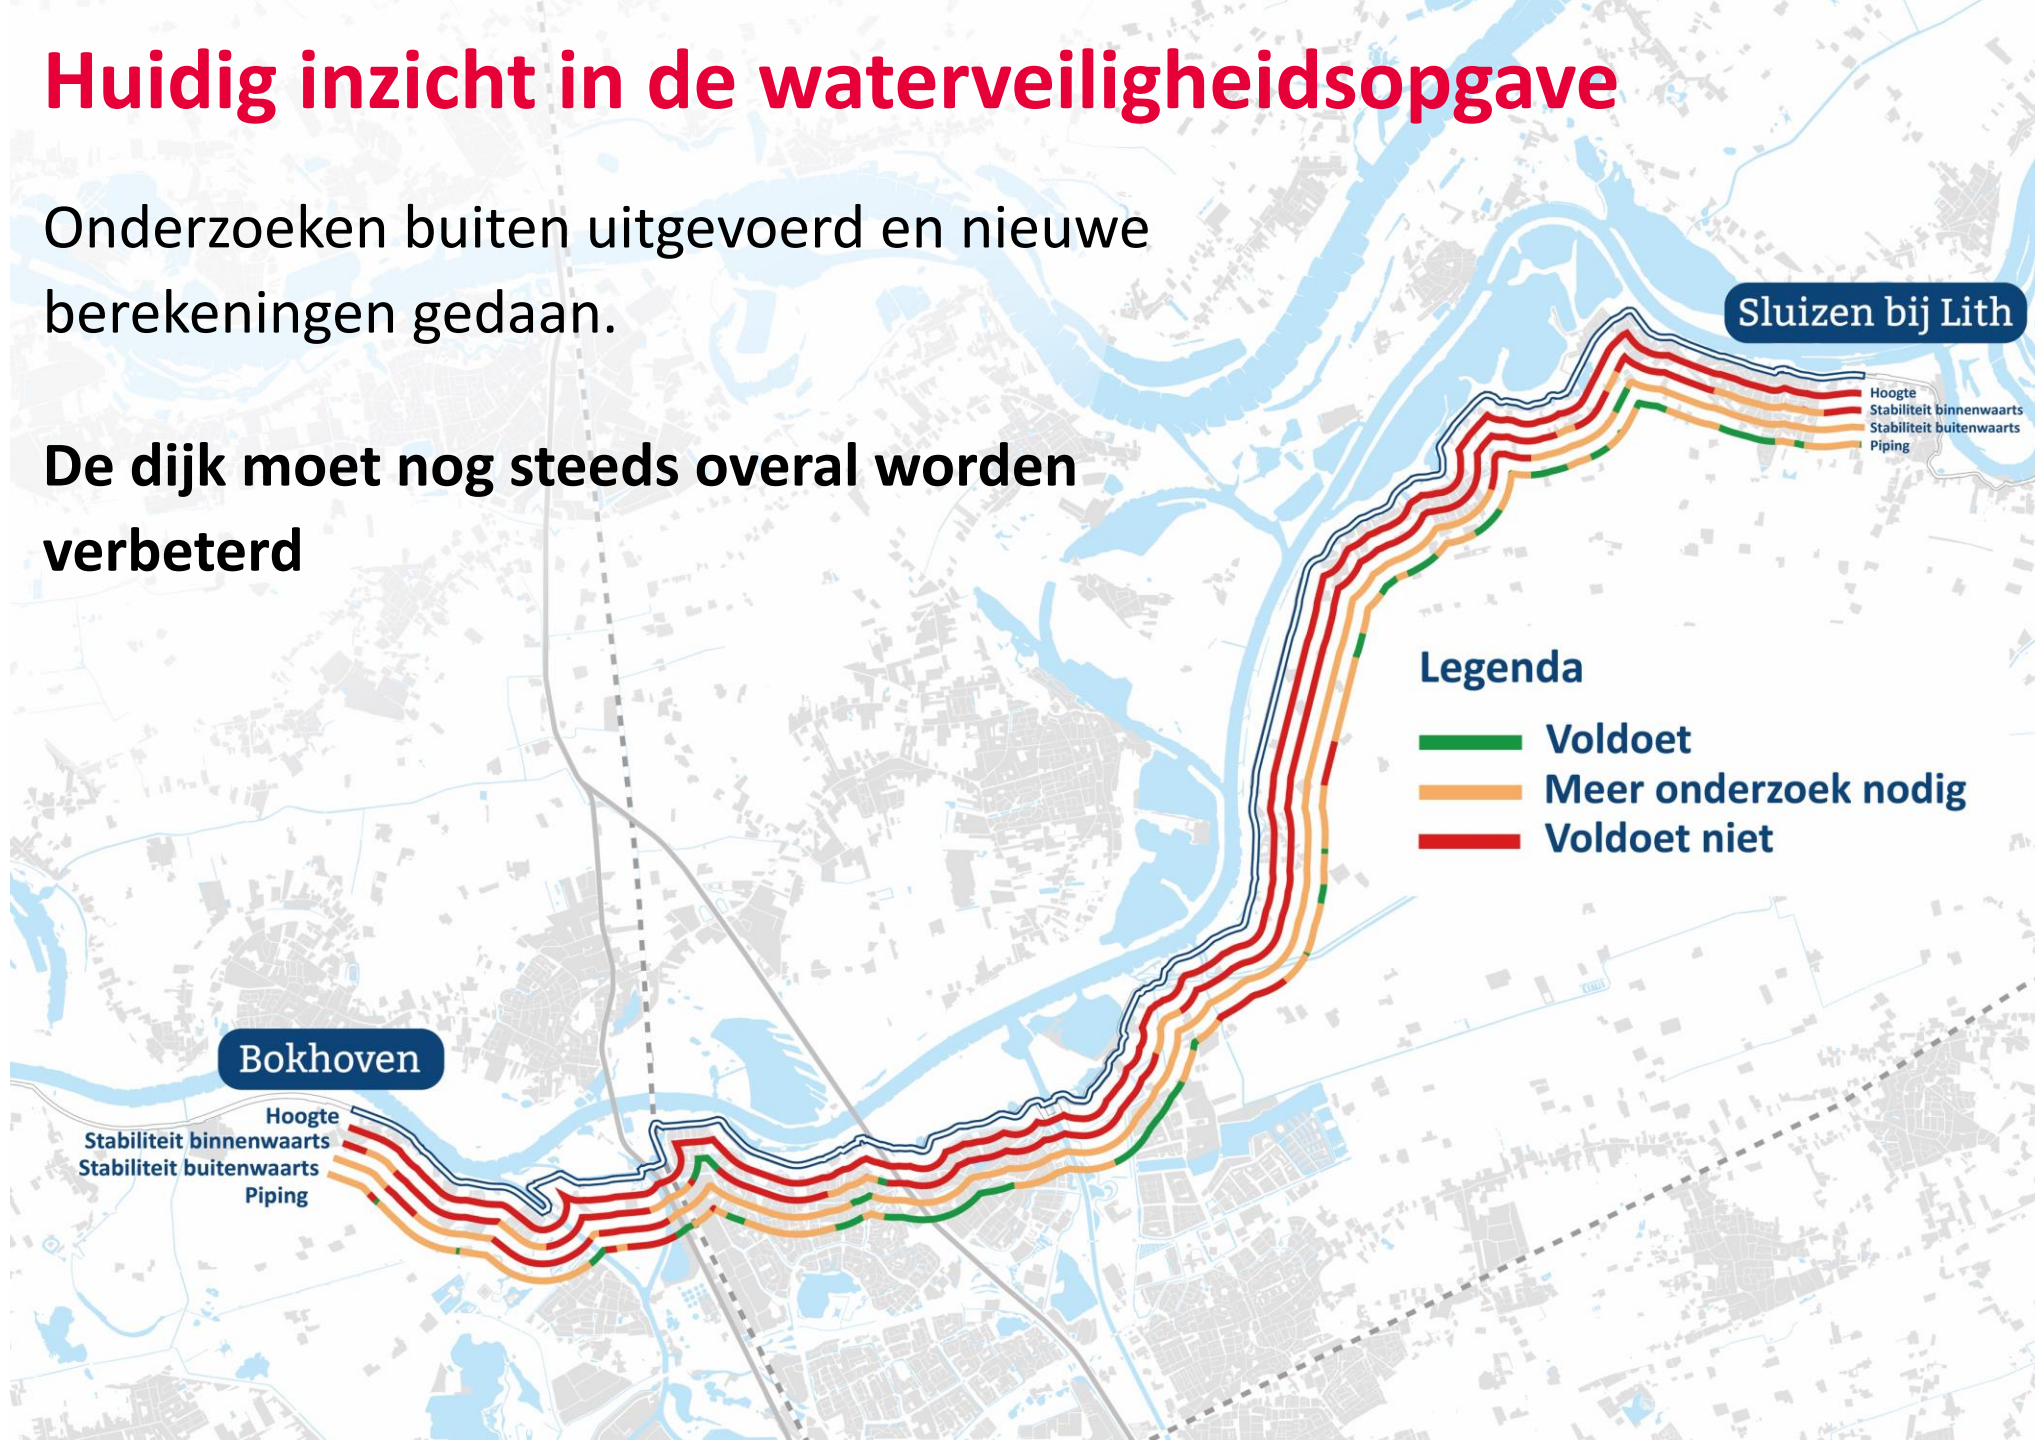 Huidig inzicht in de waterveiligheidsopgave
Onderzoeken buiten uitgevoerd en nieuwe
berekeningen gedaan.
De dijk moet nog steeds overal worden
verbeterd
Sluizen bij Lith
Hoogte
Stabiliteit binnenwaarts
Stabiliteit buitenwaarts
Piping
Legenda
Voldoet
Meer onderzoek nodig
Voldoet niet
Bokhoven
Hoogte
Stabiliteit binnenwaarts
Stabiliteit buitenwaarts
Piping